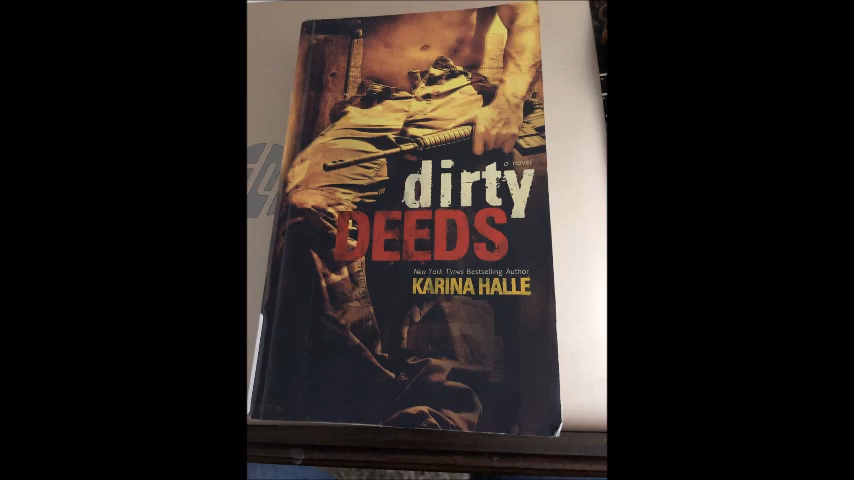 a novel
dirty
DEEDS
New York Times Bestselling Author
KARINA HALLE